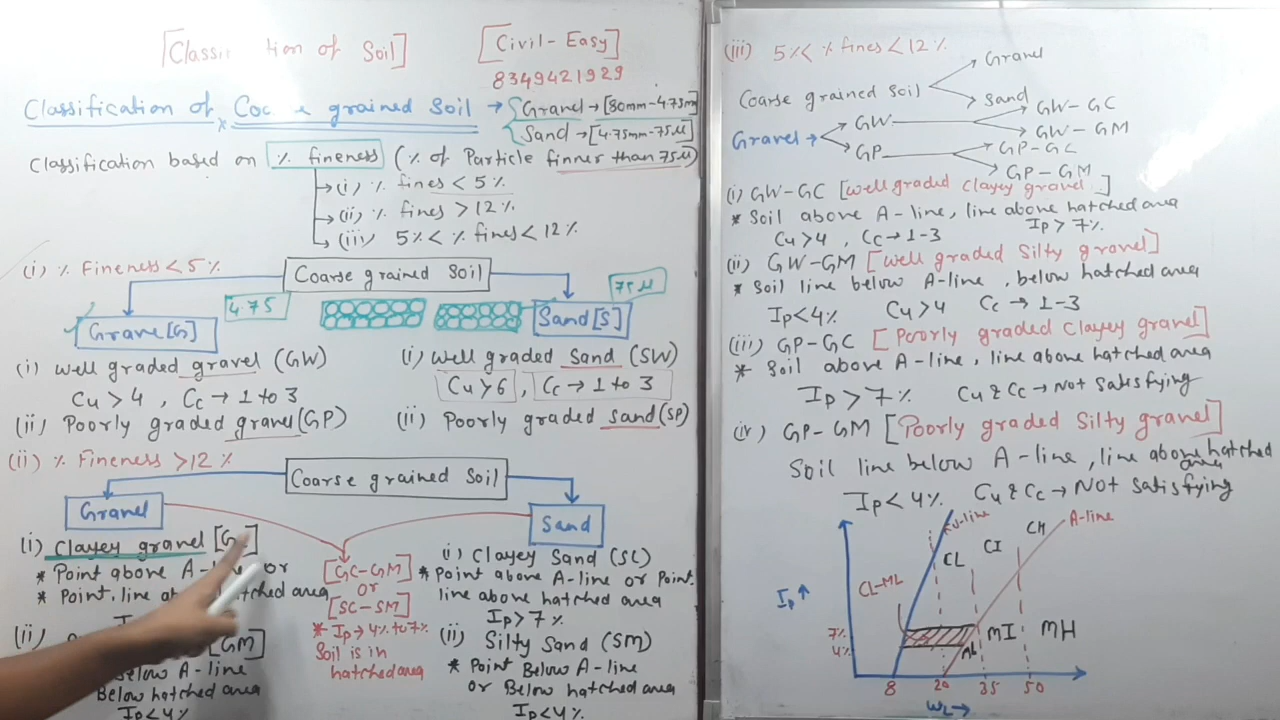 [Classi tion of Soil] [Civil-Easy]
8349421929
Classification of Coc e grained Soil → Gravel → [80mm-4.75m]
Sand → [4.75mm-75μ]
Classification based on % fineness (% of Particle finner than 75μ)
→ (i) % fines < 5%
→ (ii) % fines > 12%
→ (iii) 5% < % fines < 12%
(i) % Fineness < 5% Coarse grained Soil
4.75 75μ
Grave[G] Sand[S]
(i) well graded gravel (GW) (i) well graded sand (SW)
Cu > 4 , Cc → 1 to 3 Cu > 6 , Cc → 1 to 3
(ii) Poorly graded gravel (GP) (ii) Poorly graded sand (SP)
(ii) % Fineness > 12% Coarse grained Soil
Gravel Sand
(i) Clayey gravel
* Point above A-li or
* Point line ab hatched area
(ii) [GM]
Below A-line
Below hatched area
Ip < 4%
[GC-GM]
or
[SC-SM]
* Ip → 4% to 7%
Soil is in
hatched area
(i) Clayey Sand (SC)
* Point above A-line or Point.
line above hatched area
Ip > 7%
(ii) Silty Sand (SM)
* Point Below A-line
or Below hatched area
Ip < 4%
(iii) 5% < % fines < 12%
Coarse grained Soil → Gravel
→ Sand
Gravel → GW → GW-GC
→ GW-GM
→ GP → GP-GC
→ GP-GM
(i) GW-GC [well graded clayey gravel]
* Soil above A-line, line above hatched area
Cu > 4 , Cc → 1-3 Ip > 7%
(ii) GW-GM [well graded Silty gravel]
* Soil line below A-line , below hatched area
Ip < 4% Cu > 4 Cc → 1-3
(iii) GP-GC [Poorly graded Clayey gravel]
* Soil above A-line, line above hatched area
Ip > 7% Cu & Cc → Not Satisfying
(iv) GP-GM [Poorly graded Silty gravel]
Soil line below A-line, line above hatched
area
Ip < 4% Cu & Cc → Not Satisfying
U-line CH A-line
CL CI
CL-ML
Ip ↑
7%
4%
ML MI MH
8 20 35 50
WL →